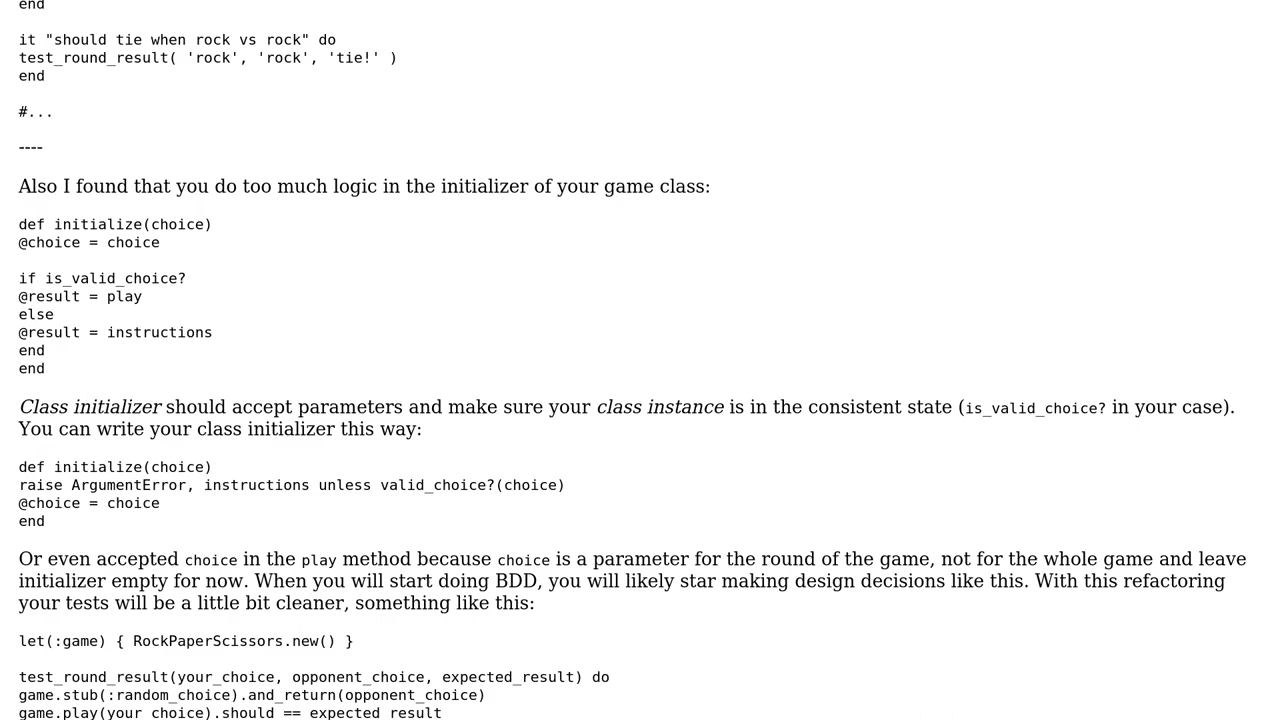 end
it "should tie when rock vs rock" do
test_round_result( 'rock', 'rock', 'tie!' )
end
#...
----
Also I found that you do too much logic in the initializer of your game class:
def initialize(choice)
@choice = choice
if is_valid_choice?
@result = play
else
@result = instructions
end
end
Class initializer should accept parameters and make sure your class instance is in the consistent state (is_valid_choice? in your case).
You can write your class initializer this way:
def initialize(choice)
raise ArgumentError, instructions unless valid_choice?(choice)
@choice = choice
end
Or even accepted choice in the play method because choice is a parameter for the round of the game, not for the whole game and leave
initializer empty for now. When you will start doing BDD, you will likely star making design decisions like this. With this refactoring
your tests will be a little bit cleaner, something like this:
let(:game) { RockPaperScissors.new() }
test_round_result(your_choice, opponent_choice, expected_result) do
game.stub(:random_choice).and_return(opponent_choice)
game.play(your_choice).should == expected_result